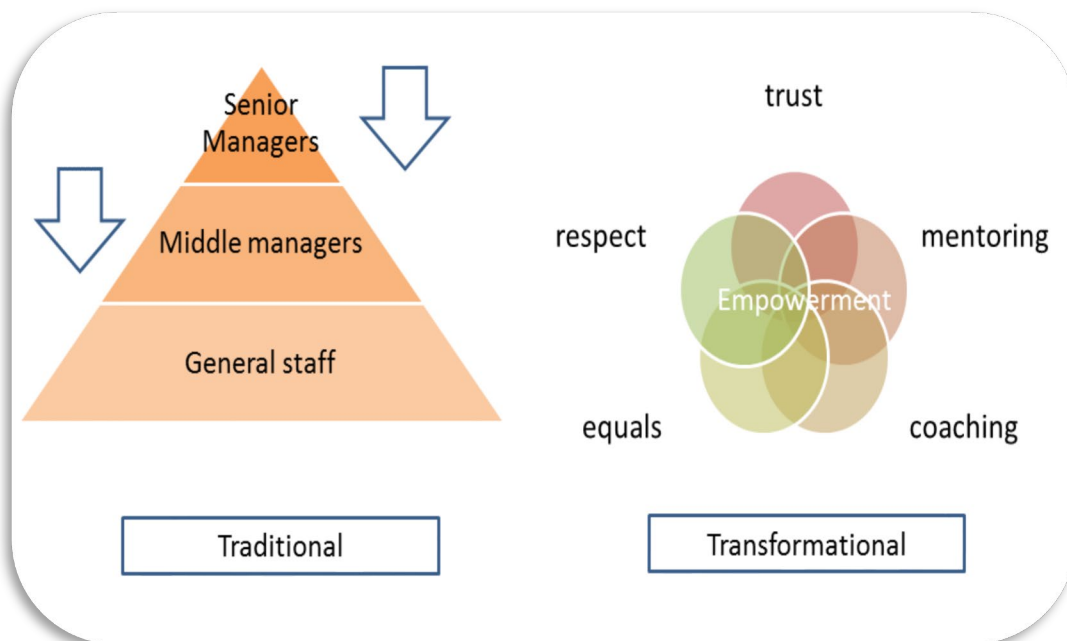 Senior
Managers
Middle managers
General staff
Traditional
trust
respect
mentoring
Empowerment
equals
coaching
Transformational